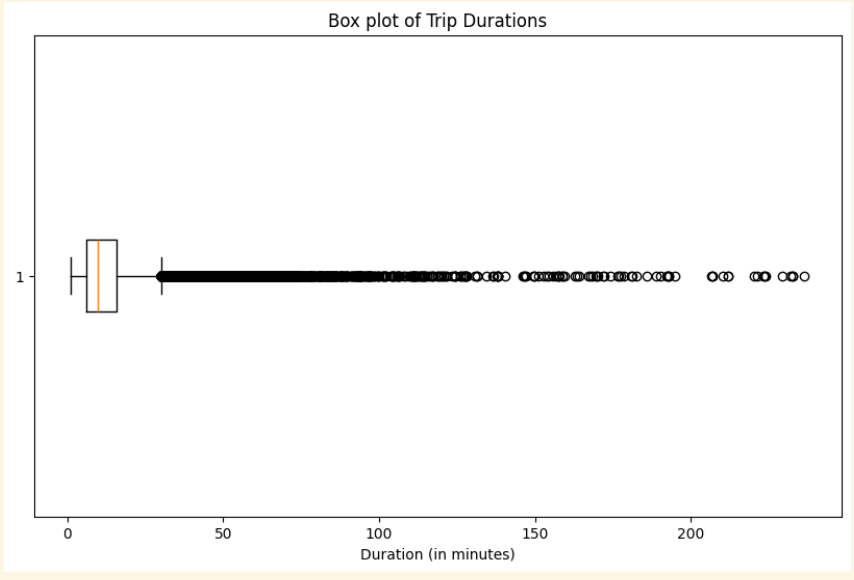 Box plot of Trip Durations
1
0 50 100 150 200
Duration (in minutes)